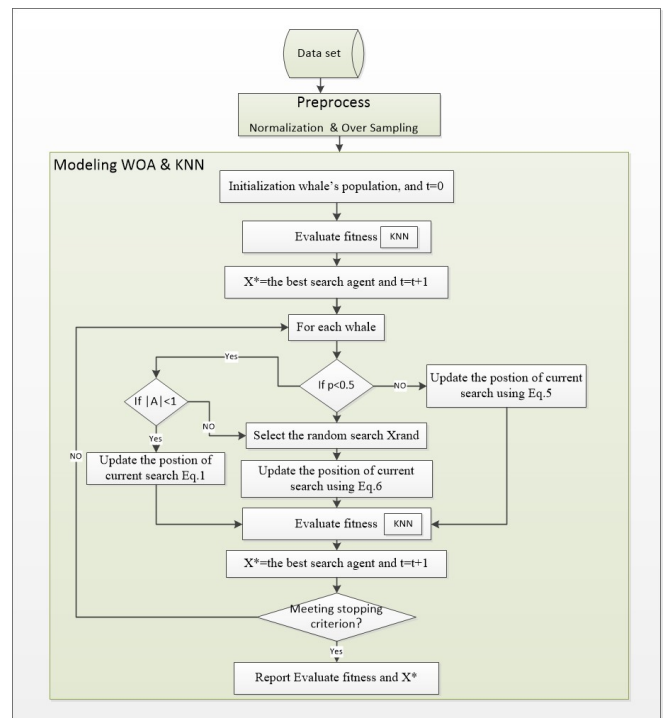 Data set
Preprocess
Normalization & Over Sampling
Modeling WOA & KNN
Initialization whale's population, and t=0
Evaluate fitness KNN
X*=the best search agent and t=t+1
For each whale
Yes
If p<0.5
NO
Update the postion of current
search using Eq.5
If |A|<1
NO
Select the random search Xrand
Yes
Update the postion of
current search Eq.1
NO
Update the position of current
search using Eq.6
Evaluate fitness KNN
X*=the best search agent and t=t+1
Meeting stopping
criterion?
Yes
Report Evaluate fitness and X*